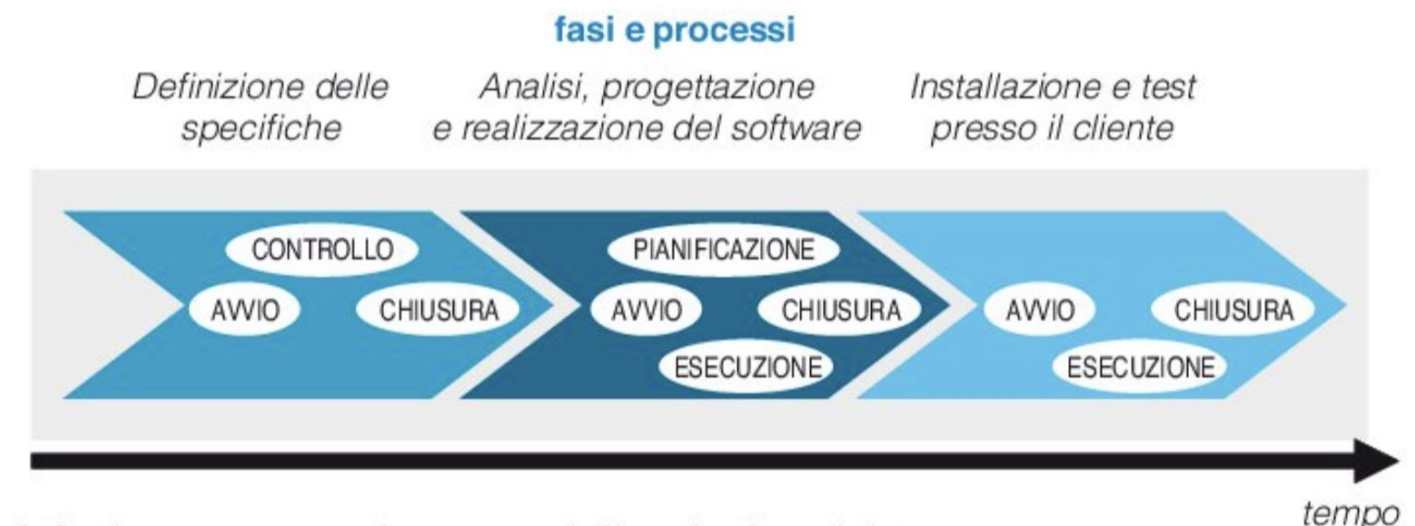 fasi e processi
Definizione delle
specifiche
Analisi, progettazione
e realizzazione del software
Installazione e test
presso il cliente
CONTROLLO
AVVIO
CHIUSURA
PIANIFICAZIONE
AVVIO
CHIUSURA
ESECUZIONE
AVVIO
CHIUSURA
ESECUZIONE
tempo